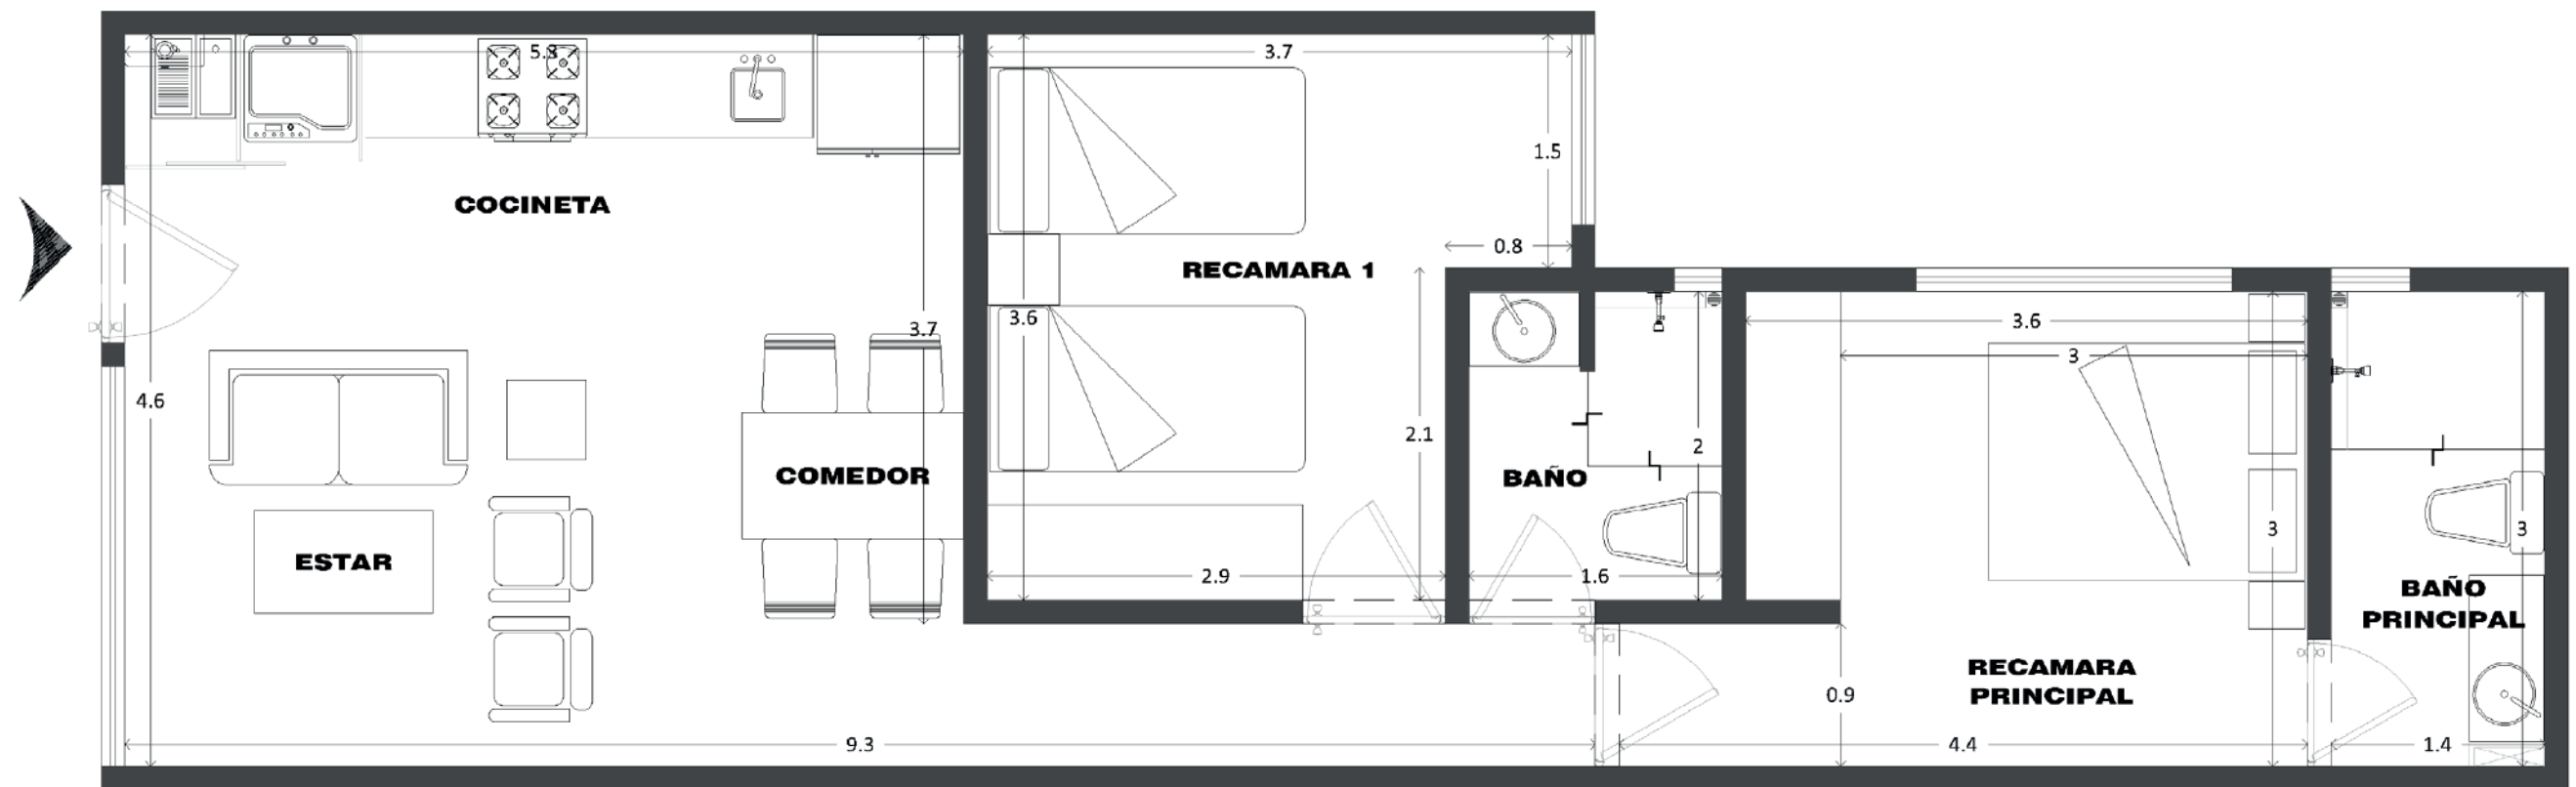 5.3
3.7
COCINETA
1.5
0.8
RECAMARA 1
3.6
3.7
3.6
3
4.6
2.1
2
COMEDOR
BAÑO
3
3
ESTAR
2.9
1.6
BAÑO
PRINCIPAL
RECAMARA
PRINCIPAL
0.9
9.3
4.4
1.4